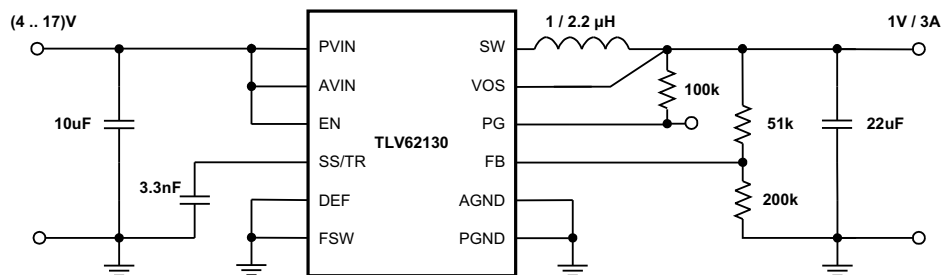 (4 .. 17)V
1 / 2.2 µH
1V / 3A
PVIN
SW
AVIN
VOS
100k
10uF
EN
PG
51k
22uF
TLV62130
SS/TR
FB
3.3nF
DEF
AGND
200k
FSW
PGND